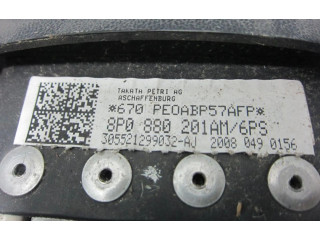 TAKATA PETRI AG
ASCHAFFENBURG
*670 PEOABP57AFP*
8P0 880 201AM/6PS
305521299032-AJ 2008 049 0156